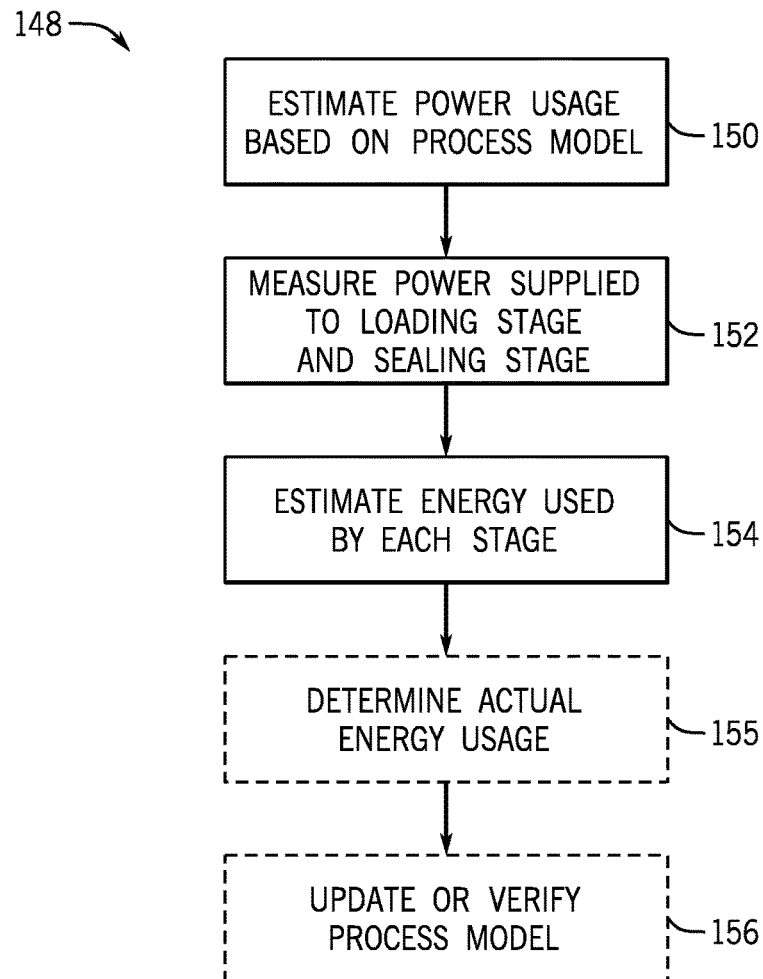 148
ESTIMATE POWER USAGE
BASED ON PROCESS MODEL
150
MEASURE POWER SUPPLIED
TO LOADING STAGE
AND SEALING STAGE
152
ESTIMATE ENERGY USED
BY EACH STAGE
154
DETERMINE ACTUAL
ENERGY USAGE
155
UPDATE OR VERIFY
PROCESS MODEL
156